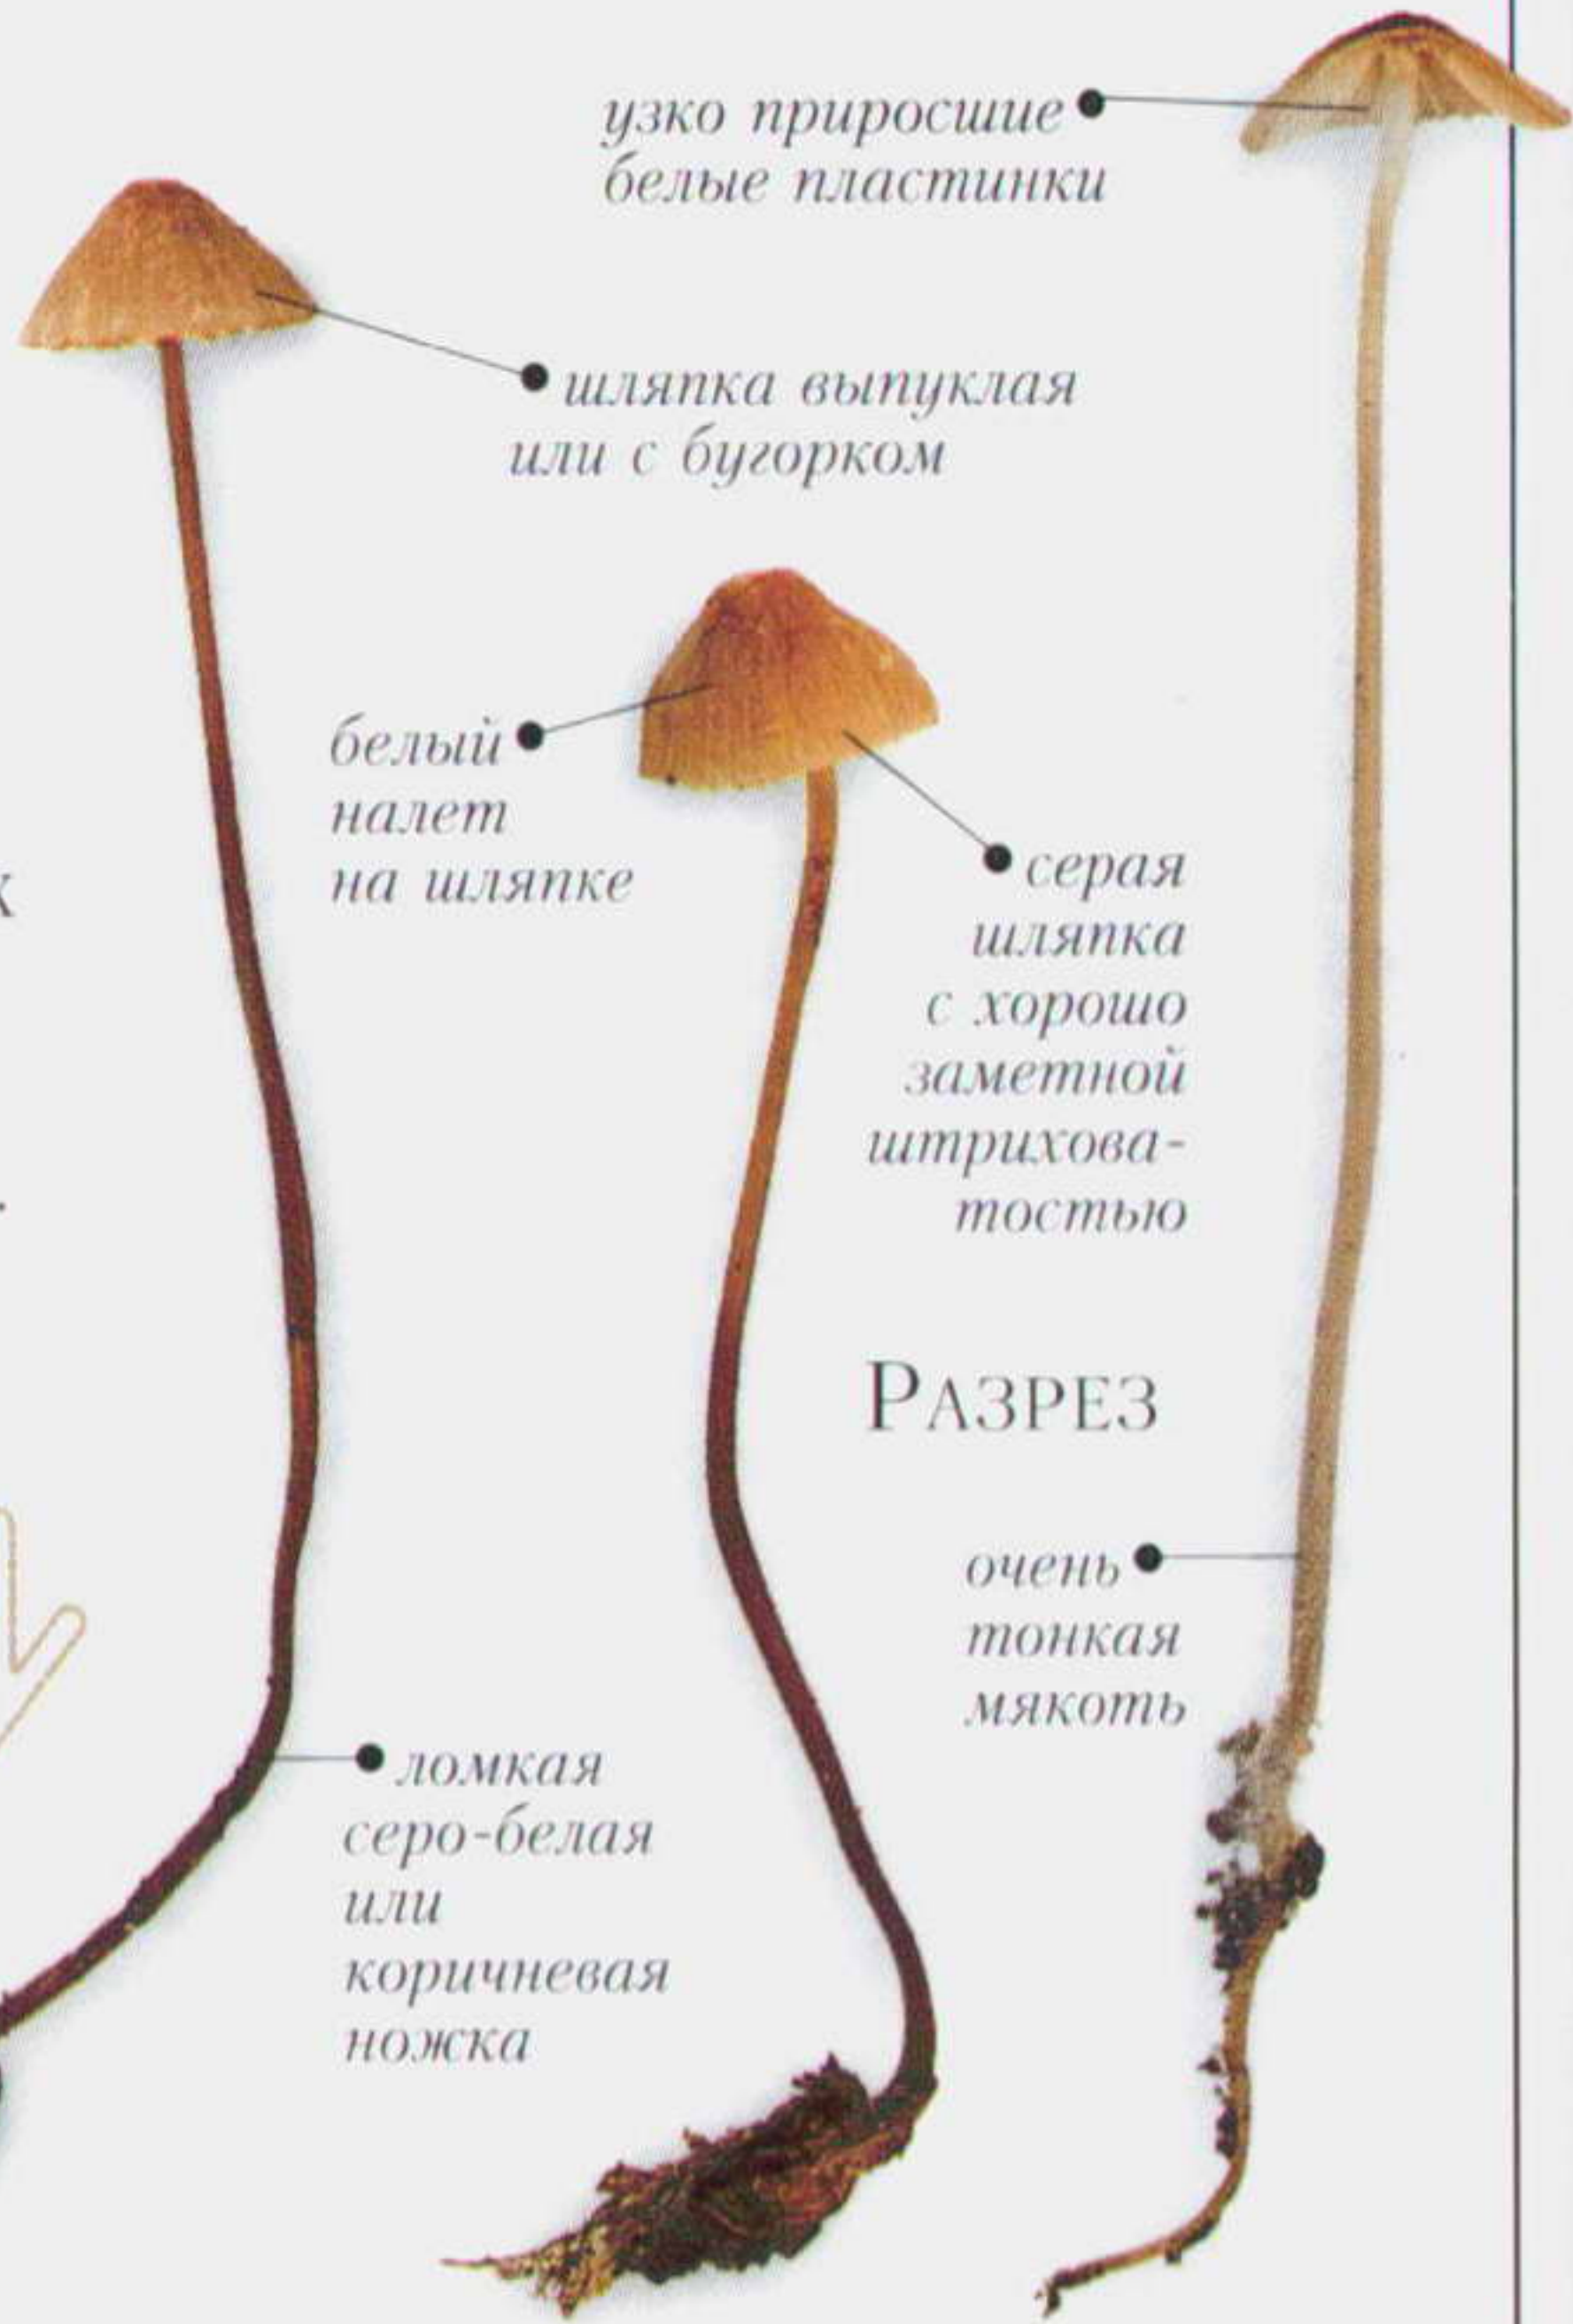 узко приросшие
белые пластинки
шляпка выпуклая
или с бугорком
белый
налет
на шляпке
серая
шляпка
с хорошо
заметной
штрихова-
тостью
Разрез
очень
тонкая
мякоть
ломкая
серо-белая
или
коричневая
ножка